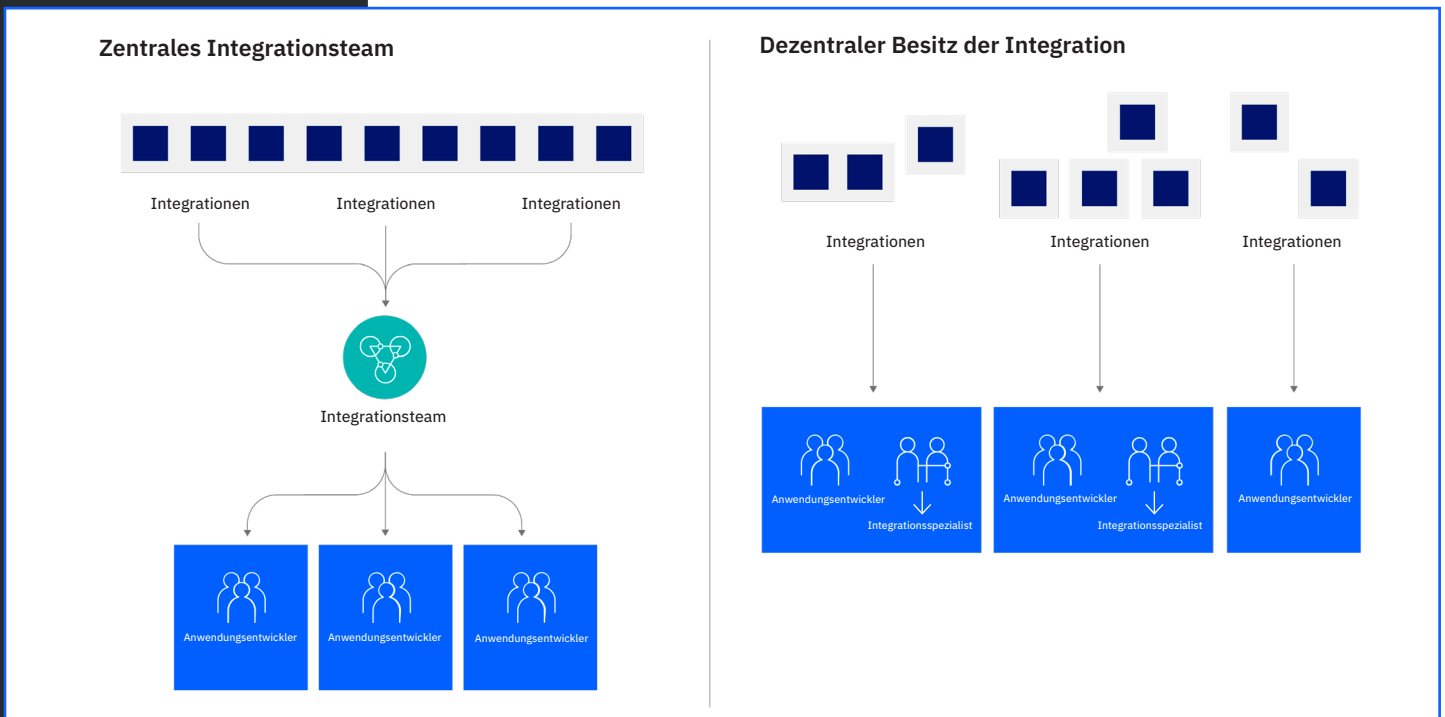 Zentrales Integrationsteam
Integrationen
Integrationen
Integrationen
Integrationsteam
Anwendungsentwickler
Anwendungsentwickler
Anwendungsentwickler
Dezentraler Besitz der Integration
Integrationen
Integrationen
Integrationen
Anwendungsentwickler
Integrationsspezialist
Anwendungsentwickler
Integrationsspezialist
Anwendungsentwickler